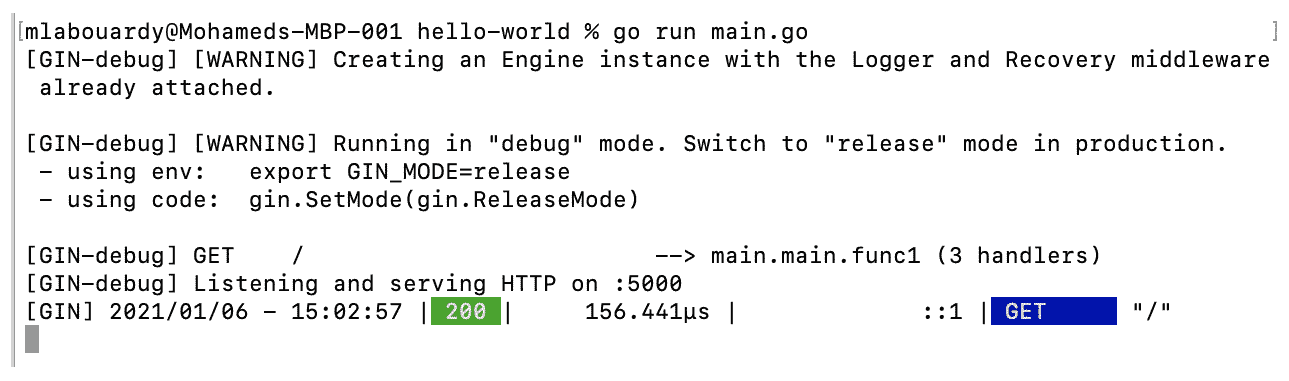 [mlabouardy@Mohameds-MBP-001 hello-world % go run main.go ]
[GIN-debug] [WARNING] Creating an Engine instance with the Logger and Recovery middleware
 already attached.

[GIN-debug] [WARNING] Running in "debug" mode. Switch to "release" mode in production.
 - using env:   export GIN_MODE=release
 - using code:  gin.SetMode(gin.ReleaseMode)

[GIN-debug] GET    /                         --> main.main.func1 (3 handlers)
[GIN-debug] Listening and serving HTTP on :5000
[GIN] 2021/01/06 - 15:02:57 | 200 |     156.441µs |             ::1 | GET      "/"